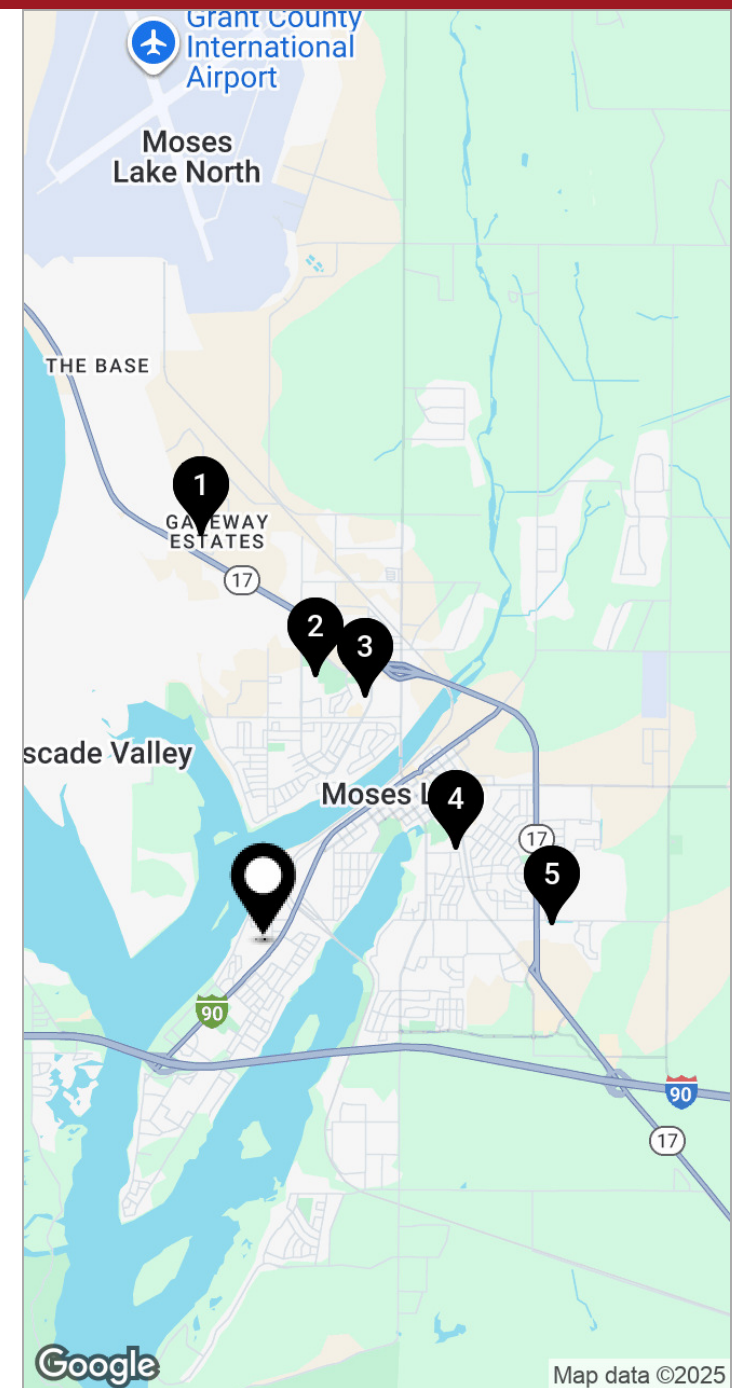 Grant County
International
Airport
Moses
Lake North
THE BASE
1
ESTATES
17
2
3
scade Valley
Moses L
4
17
5
90
90
17
Google
Map data ©2025